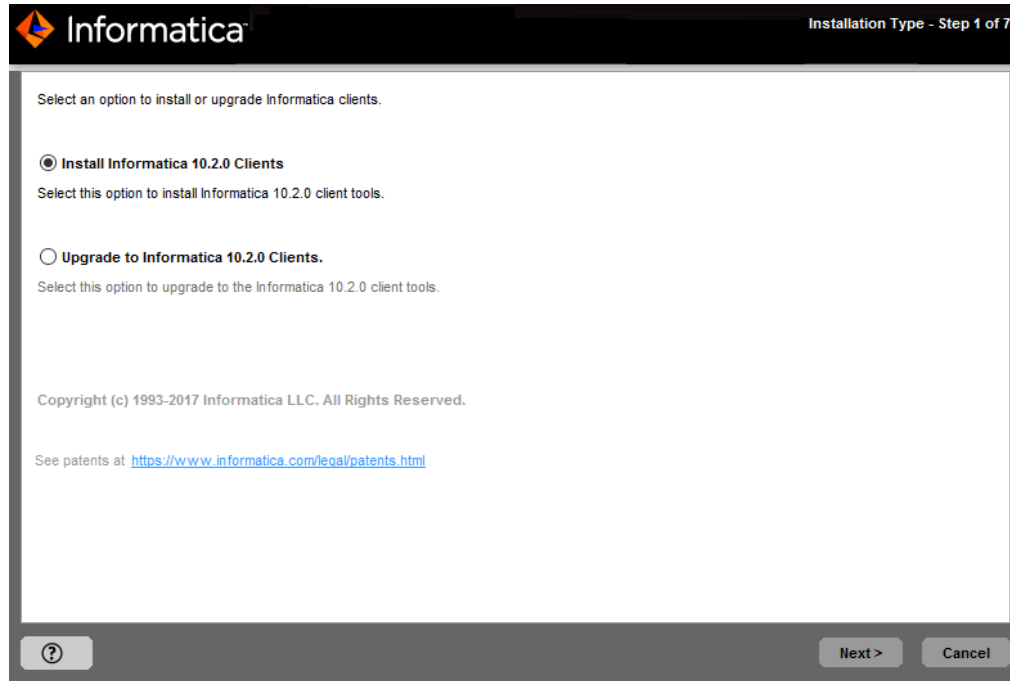 Informatica
Installation Type - Step 1 of 7
Select an option to install or upgrade Informatica clients.
Install Informatica 10.2.0 Clients
Select this option to install Informatica 10.2.0 client tools.
Upgrade to Informatica 10.2.0 Clients.
Select this option to upgrade to the Informatica 10.2.0 client tools.
Copyright (c) 1993-2017 Informatica LLC. All Rights Reserved.
See patents at https://www.informatica.com/legal/patents.html
?
Next >
Cancel